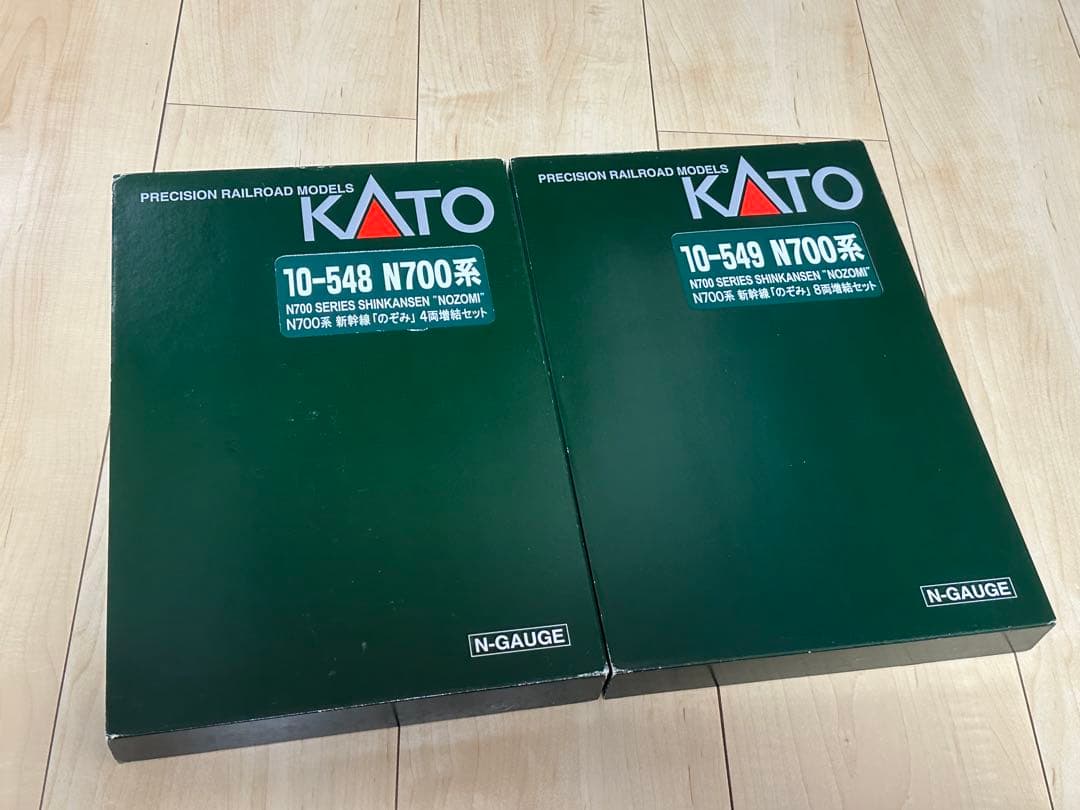 PRECISION RAILROAD MODELS
KATO
10-548 N700系
N700 SERIES SHINKANSEN "NOZOMI"
N700系 新幹線「のぞみ」4両増結セット
N-GAUGE
PRECISION RAILROAD MODELS
KATO
10-549 N700系
N700 SERIES SHINKANSEN "NOZOMI"
N700系 新幹線「のぞみ」8両増結セット
N-GAUGE